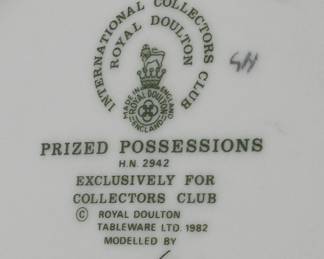 INTERNATIONAL COLLECTORS CLUB
ROYAL DOULTON
MADE IN ENGLAND
ROYAL DOULTON
ENGLAND
PRIZED POSSESSIONS
H.N. 2942
EXCLUSIVELY FOR
COLLECTORS CLUB
© ROYAL DOULTON
TABLEWARE LTD. 1982
MODELLED BY